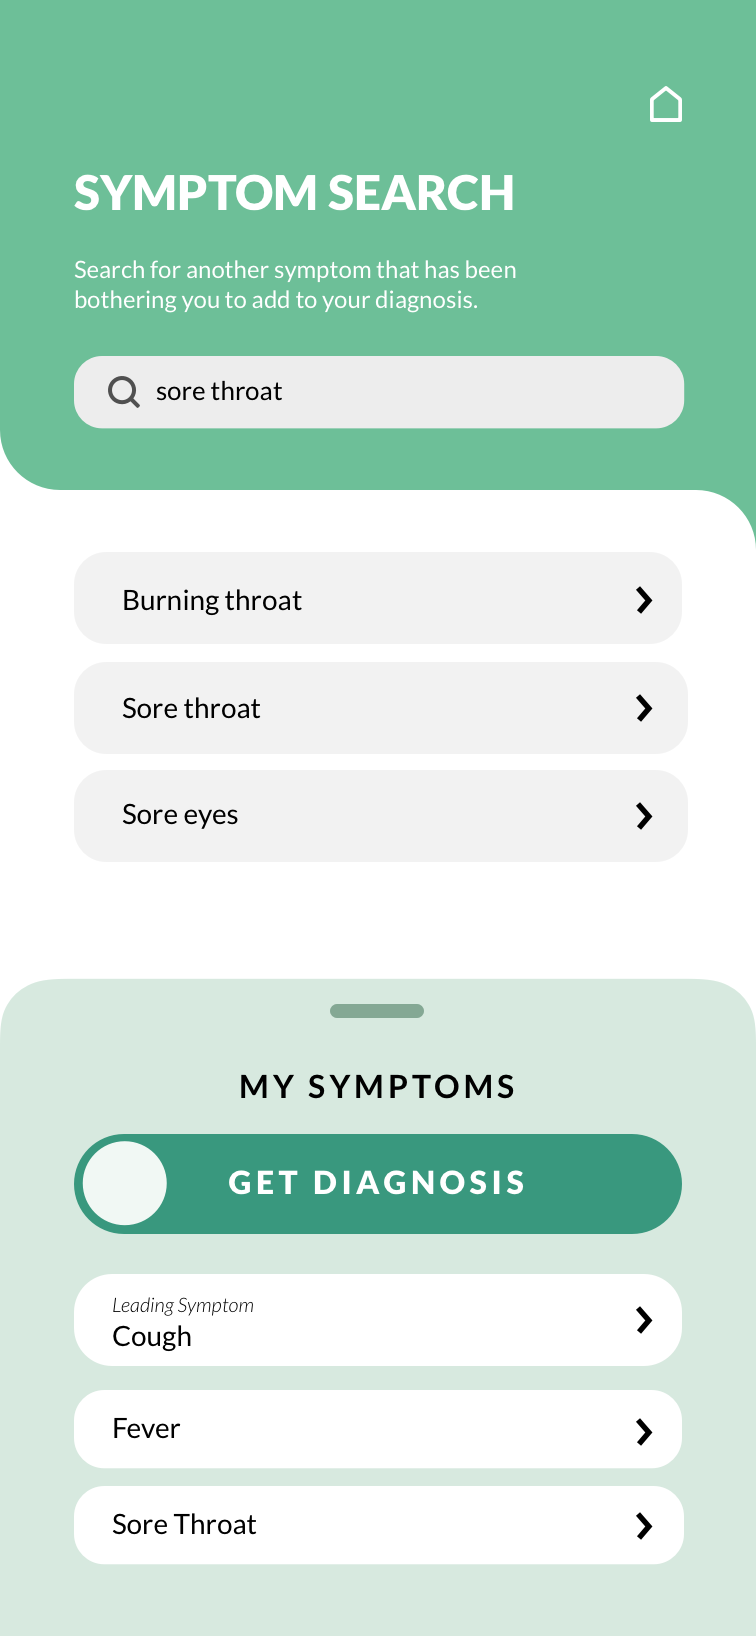 SYMPTOM SEARCH
Search for another symptom that has been
bothering you to add to your diagnosis.
sore throat
Burning throat
Sore throat
Sore eyes
MY SYMPTOMS
GET DIAGNOSIS
Leading Symptom
Cough
Fever
Sore Throat